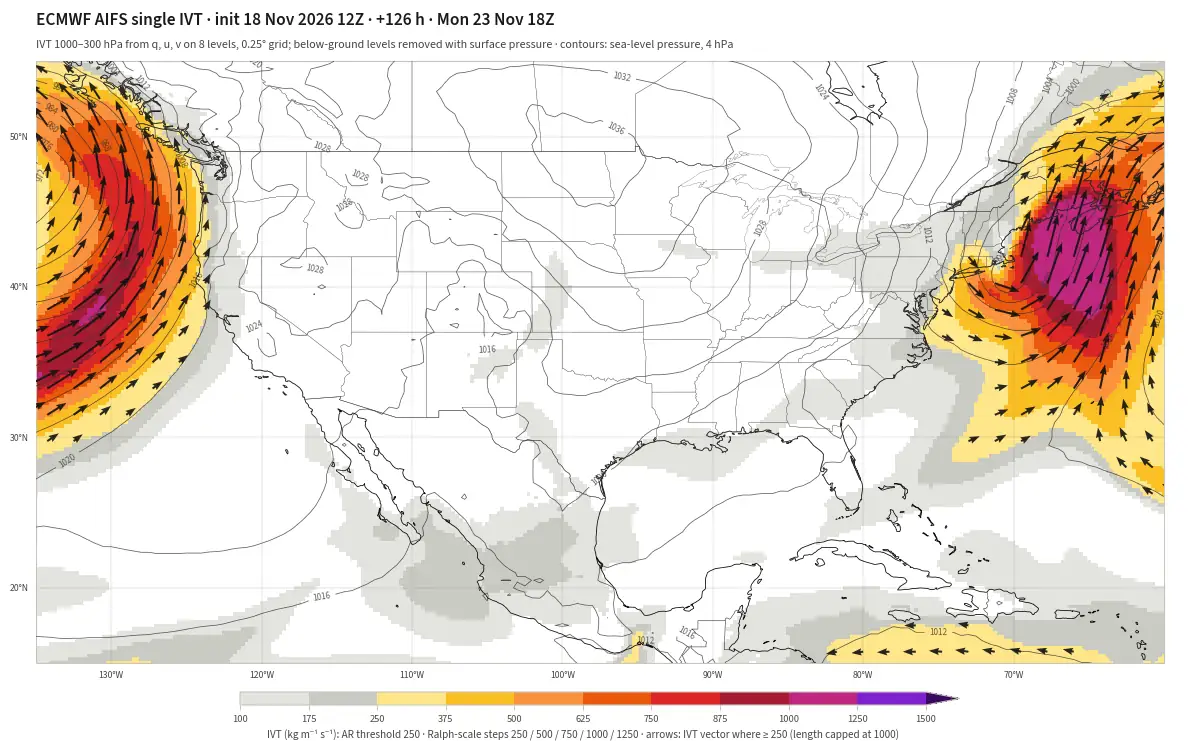 ECMWF AIFS single IVT · init 18 Nov 2026 12Z · +126 h · Mon 23 Nov 18Z
IVT 1000–300 hPa from q, u, v on 8 levels, 0.25° grid; below-ground levels removed with surface pressure · contours: sea-level pressure, 4 hPa
1032
1024
1008
1004
1000
1036
50°N
1028
1028
1028
1028
1012
1028
40°N
1024
1016
1020
30°N
1020
20°N
1016
1012
1016
1012
130°W 120°W 110°W 100°W 90°W 80°W 70°W
100 175 250 375 500 625 750 875 1000 1250 1500
IVT (kg m⁻¹ s⁻¹): AR threshold 250 · Ralph-scale steps 250 / 500 / 750 / 1000 / 1250 · arrows: IVT vector where ≥ 250 (length capped at 1000)